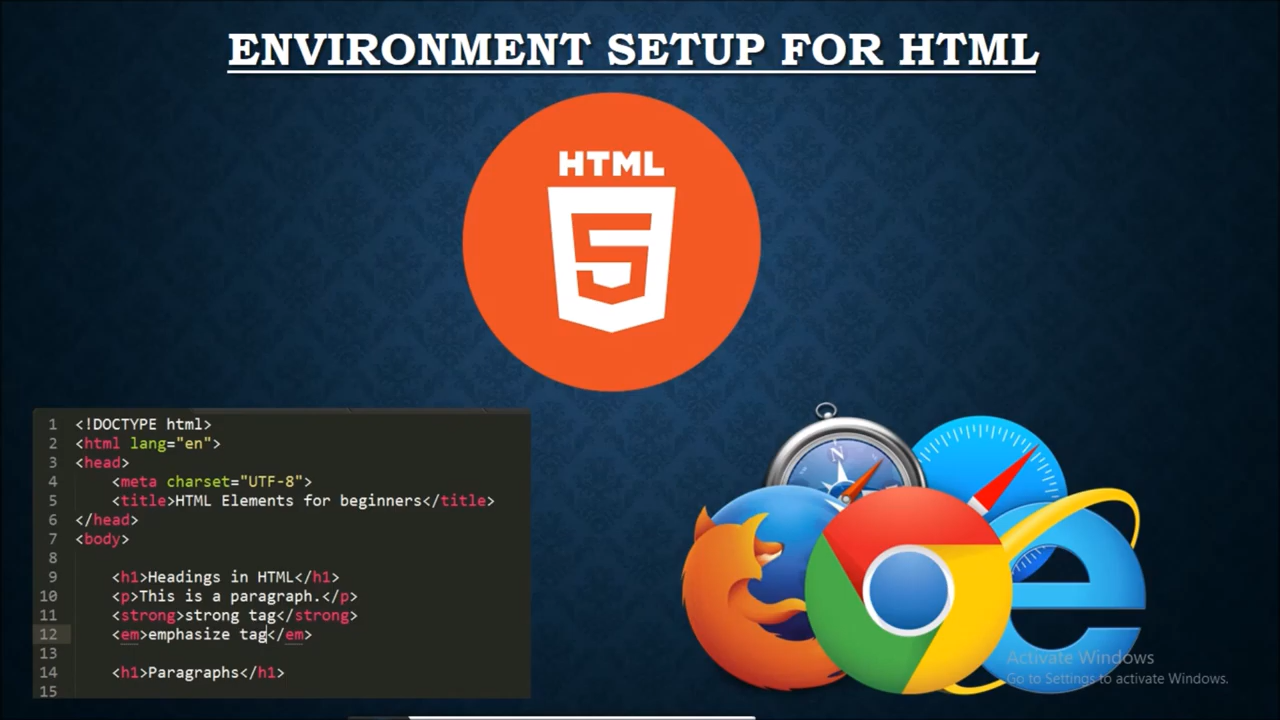 ENVIRONMENT SETUP FOR HTML
HTML
5
1 <!DOCTYPE html>
2 <html lang="en">
3 <head>
4     <meta charset="UTF-8">
5     <title>HTML Elements for beginners</title>
6 </head>
7 <body>
8
9     <h1>Headings in HTML</h1>
10     <p>This is a paragraph.</p>
11     <strong>strong tag</strong>
12     <em>emphasize tag</em>
13
14     <h1>Paragraphs</h1>
15
N
Activate Windows
Go to Settings to activate Windows.